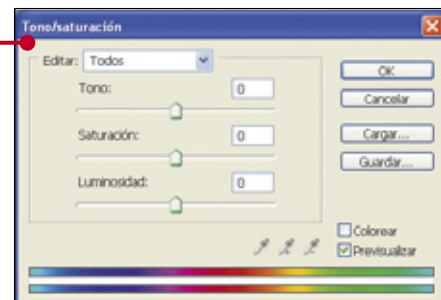 Tono/saturación
Editar: Todos
Tono: 0
Saturación: 0
Luminosidad: 0
OK
Cancelar
Cargar...
Guardar...
Colorear
Previsualizar